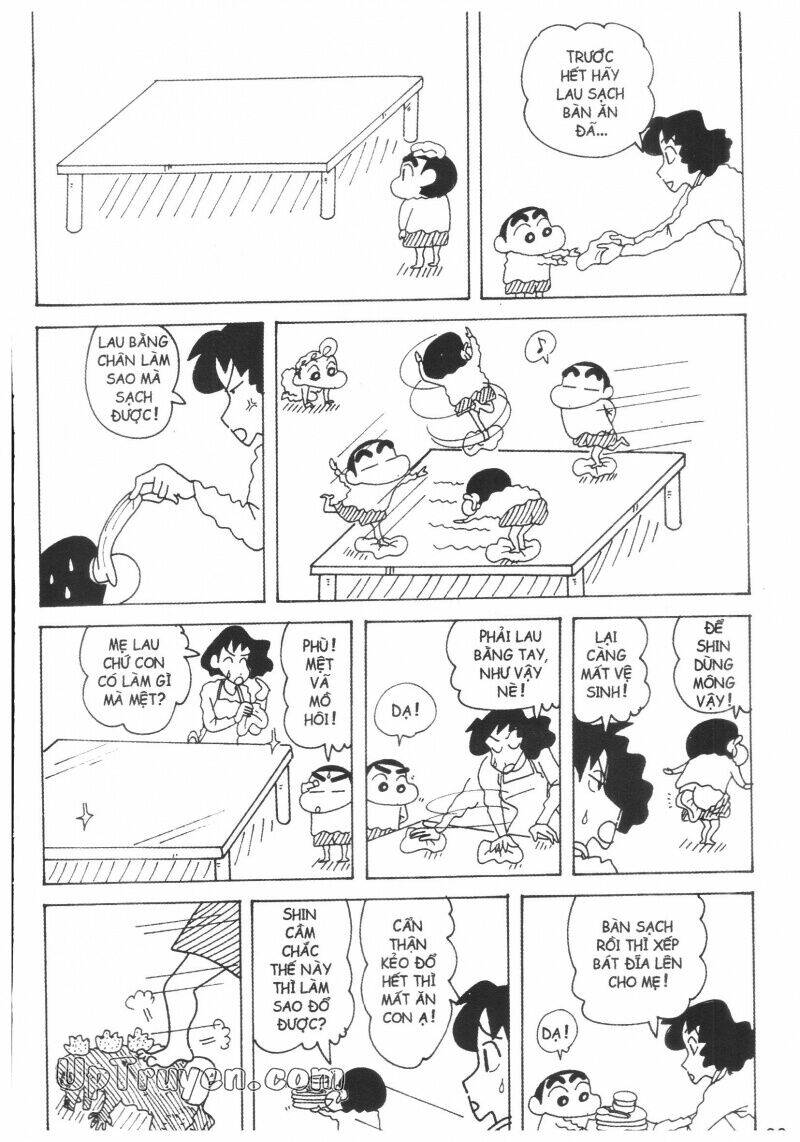 TRƯỚC
HẾT HÃY
LAU SẠCH
BÀN ĂN
ĐÃ...
LAU BẰNG
CHÂN LÀM
SAO MÀ
SẠCH
ĐƯỢC!
ĐỂ
SHIN
DÙNG
MÔNG
VẬY!
LẠI
CÀNG
MẤT VỆ
SINH!
PHẢI LAU
BẰNG TAY,
NHƯ VẬY
NÈ!
DẠ!
PHÙ!
MỆT
VÃ
MỒ
HÔI!
MẸ LAU
CHỨ CON
CÓ LÀM GÌ
MÀ MỆT?
BÀN SẠCH
RỒI THÌ XẾP
BÁT ĐĨA LÊN
CHO MẸ!
DẠ!
CẨN
THẬN
KẺO ĐỔ
HẾT THÌ
MẤT ĂN
CON Ạ!
SHIN
CẦM
CHẮC
THẾ NÀY
THÌ LÀM
SAO ĐỔ
ĐƯỢC?
UpTruyen.com